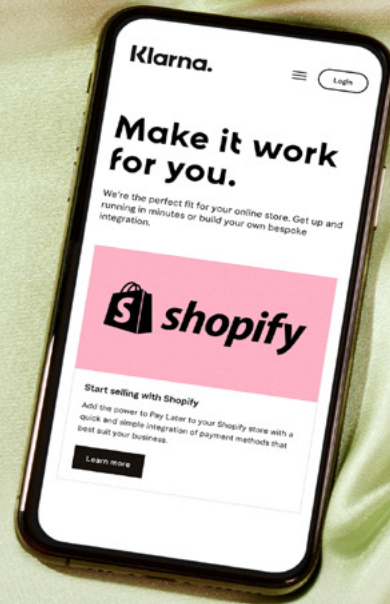 Klarna.
Login
Make it work
for you.
We're the perfect fit for your online store. Get up and
running in minutes or build your own bespoke
integration.
S shopify
Start selling with Shopify
Add the power to Pay Later to your Shopify store with a
quick and simple integration of payment methods that
best suit your business.
Learn more